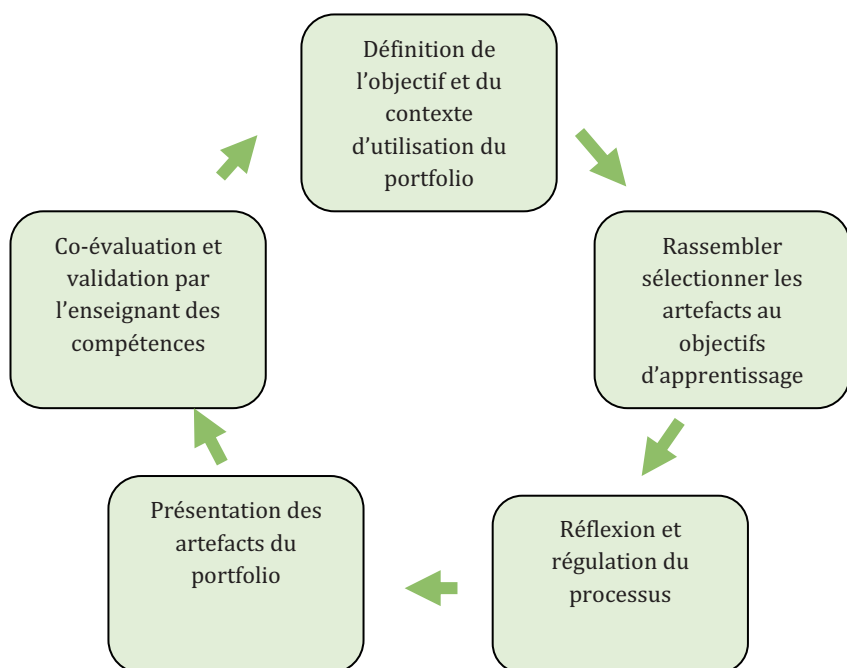 Définition de
l’objectif et du
contexte
d’utilisation du
portfolio
Rassembler
sélectionner les
artefacts au
objectifs
d’apprentissage
Réflexion et
régulation du
processus
Présentation des
artefacts du
portfolio
Co-évaluation et
validation par
l’enseignant des
compétences